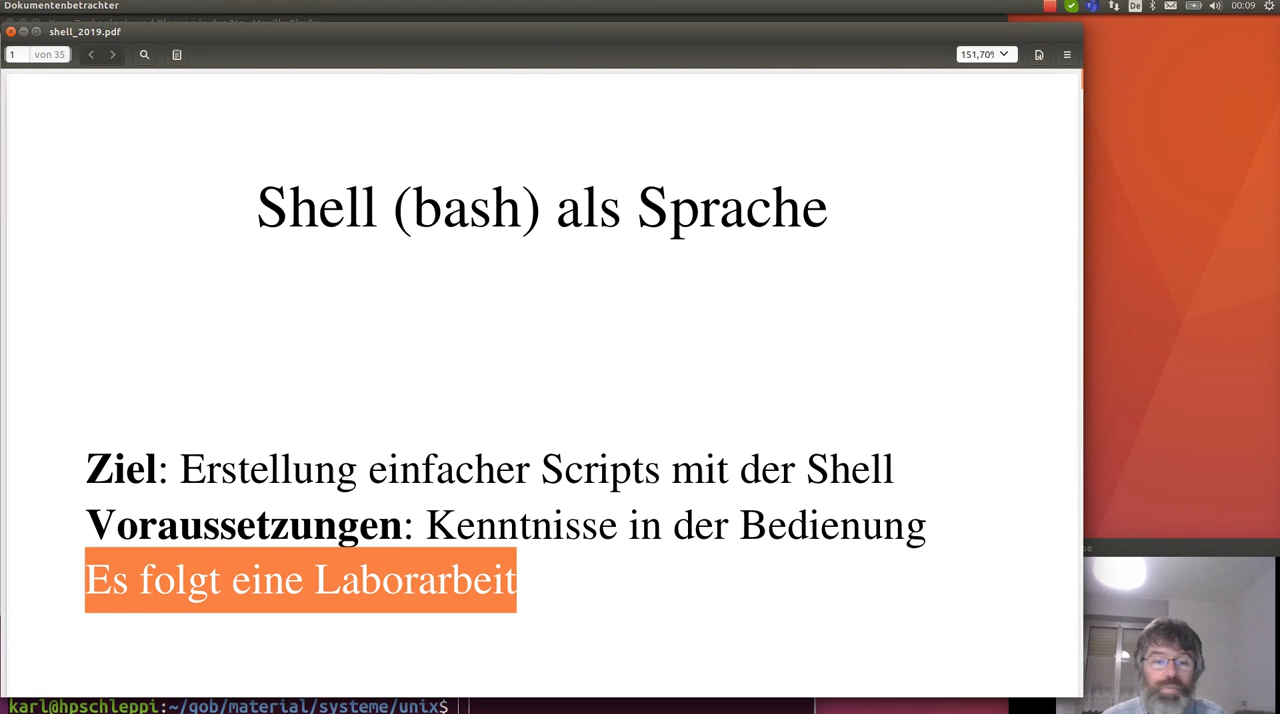 Dokumentenbetrachter
De
00:09
shell_2019.pdf
1 von 35
151,70%
Shell (bash) als Sprache
Ziel: Erstellung einfacher Scripts mit der Shell
Voraussetzungen: Kenntnisse in der Bedienung
Es folgt eine Laborarbeit
karl@hpschleppi:~/gob/material/systeme/unix$